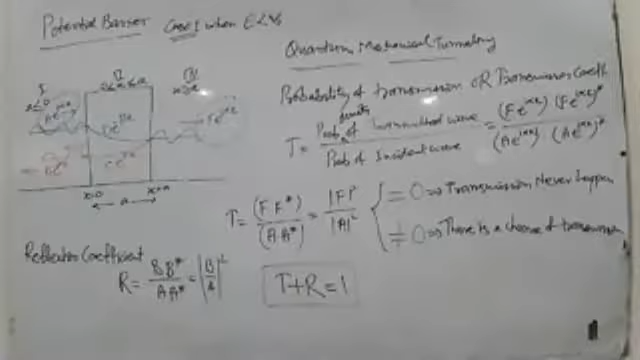 Potential Barrier Case I when E<V₀
Quantum Mechanical Tunneling
I
x≤0
II
0≤x≤a
III
x≥a
Probability of transmission OR Transmission Coeff.
T = Prob density of transmitted wave / Prob of Incident wave = (Fe^ikx) (Fe^ikx)* / (Ae^ikx) (Ae^ikx)*
x=0 x=a
a
T = (FF*) / (AA*) = |F|² / |A|²
= 0 ⇒ Transmission Never happen
≠ 0 ⇒ There is a chance of transmission
Reflection Coefficient
R = BB* / AA* = |B/A|²
T+R=1